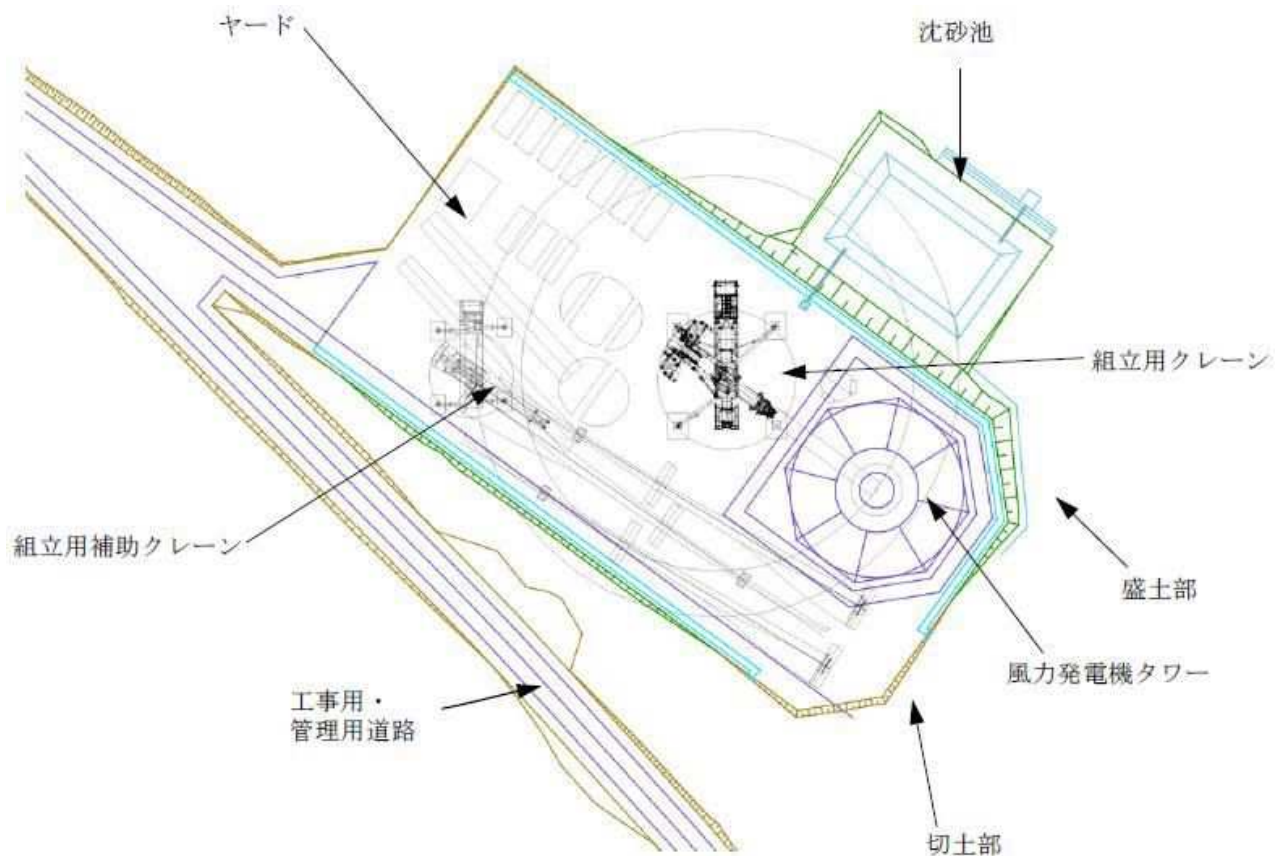 ヤード
沈砂池
組立用クレーン
組立用補助クレーン
盛土部
風力発電機タワー
工事用・
管理用道路
切土部